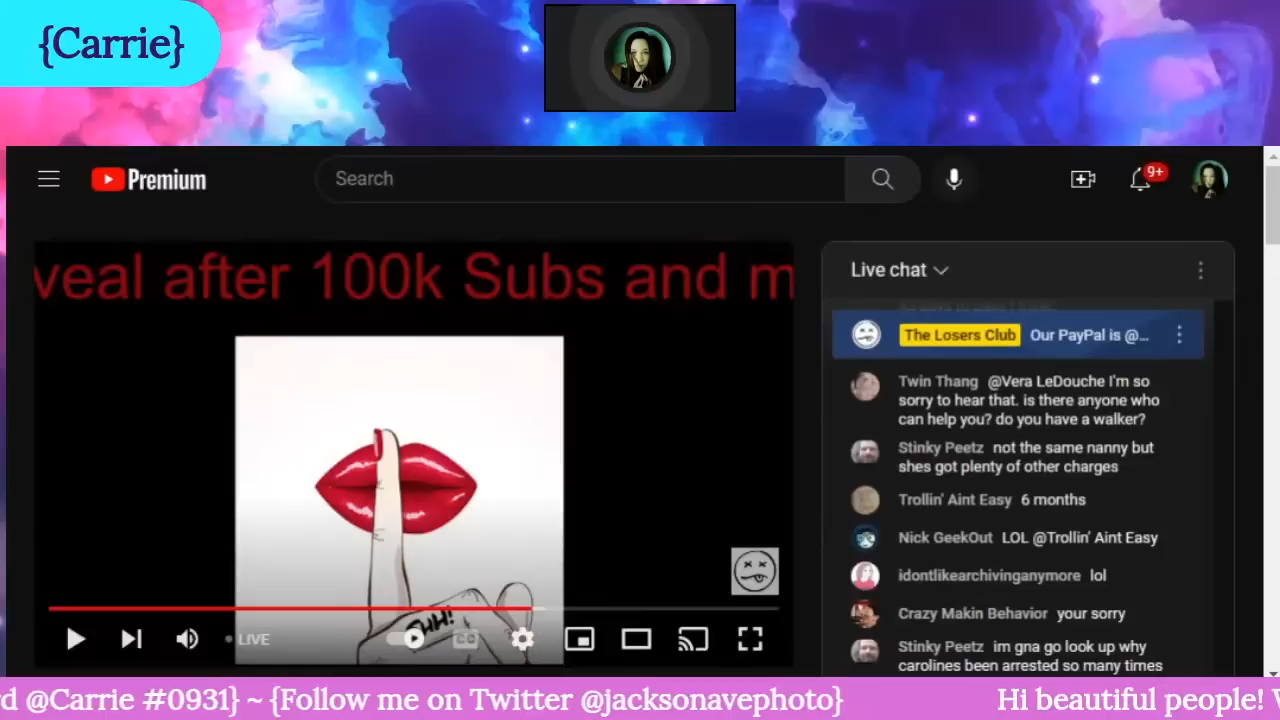 {Carrie}
Premium
Search
9+
veal after 100k Subs and m
Live chat
The Losers Club Our PayPal is @...
Twin Thang @Vera LeDouche I'm so
sorry to hear that. is there anyone who
can help you? do you have a walker?
Stinky Peetz not the same nanny but
shes got plenty of other charges
Trollin' Aint Easy 6 months
Nick GeekOut LOL @Trollin' Aint Easy
idontlikearchivinganymore lol
Crazy Makin Behavior your sorry
Stinky Peetz im gna look up why
carolines been arrested so many times
HH!
LIVE
CC
rd @Carrie #0931} ~ {Follow me on Twitter @jacksonavephoto} Hi beautiful people! W